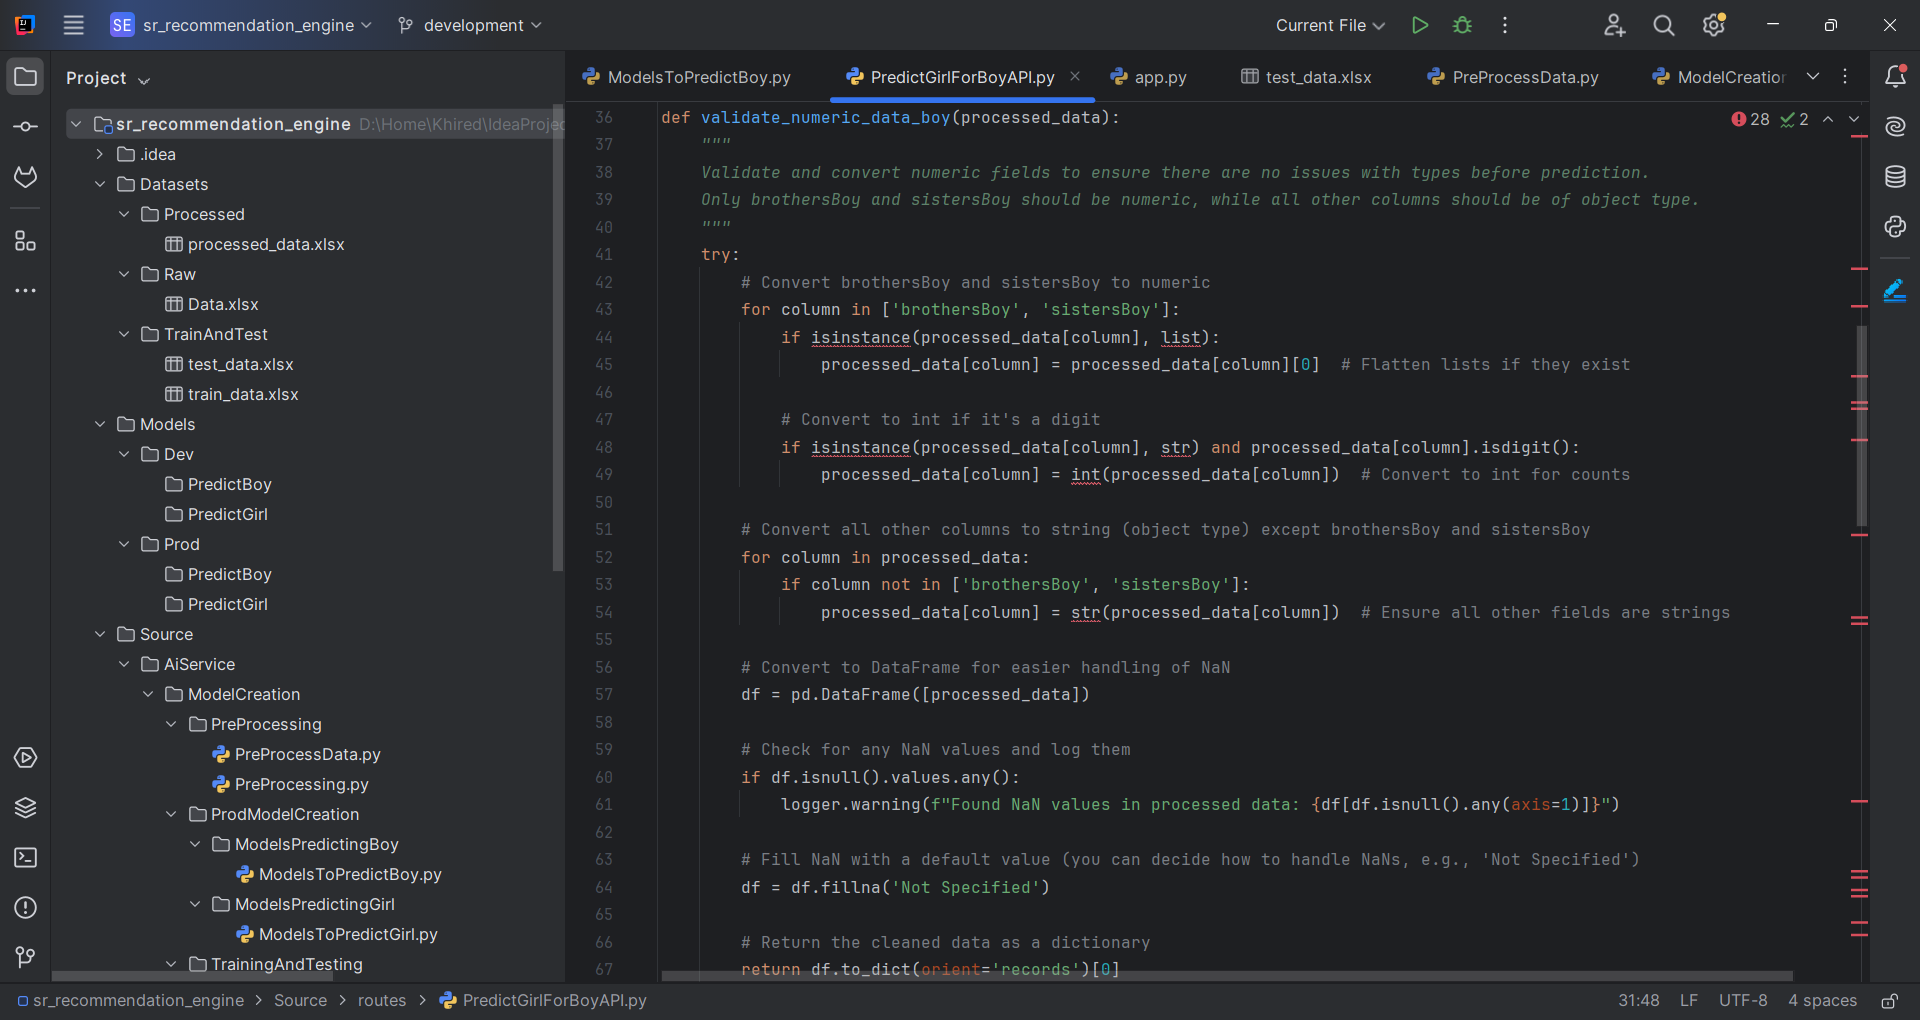 SE sr_recommendation_engine development Current File
Project
ModelsToPredictBoy.py PredictGirlForBoyAPI.py app.py test_data.xlsx PreProcessData.py ModelCreation
sr_recommendation_engine D:\Home\Khired\IdeaProjec
.idea
Datasets
Processed
processed_data.xlsx
Raw
Data.xlsx
TrainAndTest
test_data.xlsx
train_data.xlsx
Models
Dev
PredictBoy
PredictGirl
Prod
PredictBoy
PredictGirl
Source
AiService
ModelCreation
PreProcessing
PreProcessData.py
PreProcessing.py
ProdModelCreation
ModelsPredictingBoy
ModelsToPredictBoy.py
ModelsPredictingGirl
ModelsToPredictGirl.py
TrainingAndTesting
28 2
36 def validate_numeric_data_boy(processed_data):
37 """
38 Validate and convert numeric fields to ensure there are no issues with types before prediction.
39 Only brothersBoy and sistersBoy should be numeric, while all other columns should be of object type.
40 """
41 try:
42 # Convert brothersBoy and sistersBoy to numeric
43 for column in ['brothersBoy', 'sistersBoy']:
44 if isinstance(processed_data[column], list):
45 processed_data[column] = processed_data[column][0] # Flatten lists if they exist
46
47 # Convert to int if it's a digit
48 if isinstance(processed_data[column], str) and processed_data[column].isdigit():
49 processed_data[column] = int(processed_data[column]) # Convert to int for counts
50
51 # Convert all other columns to string (object type) except brothersBoy and sistersBoy
52 for column in processed_data:
53 if column not in ['brothersBoy', 'sistersBoy']:
54 processed_data[column] = str(processed_data[column]) # Ensure all other fields are strings
55
56 # Convert to DataFrame for easier handling of NaN
57 df = pd.DataFrame([processed_data])
58
59 # Check for any NaN values and log them
60 if df.isnull().values.any():
61 logger.warning(f"Found NaN values in processed data: {df[df.isnull().any(axis=1)]}")
62
63 # Fill NaN with a default value (you can decide how to handle NaNs, e.g., 'Not Specified')
64 df = df.fillna('Not Specified')
65
66 # Return the cleaned data as a dictionary
67 return df.to_dict(orient='records')[0]
sr_recommendation_engine > Source > routes > PredictGirlForBoyAPI.py 31:48 LF UTF-8 4 spaces